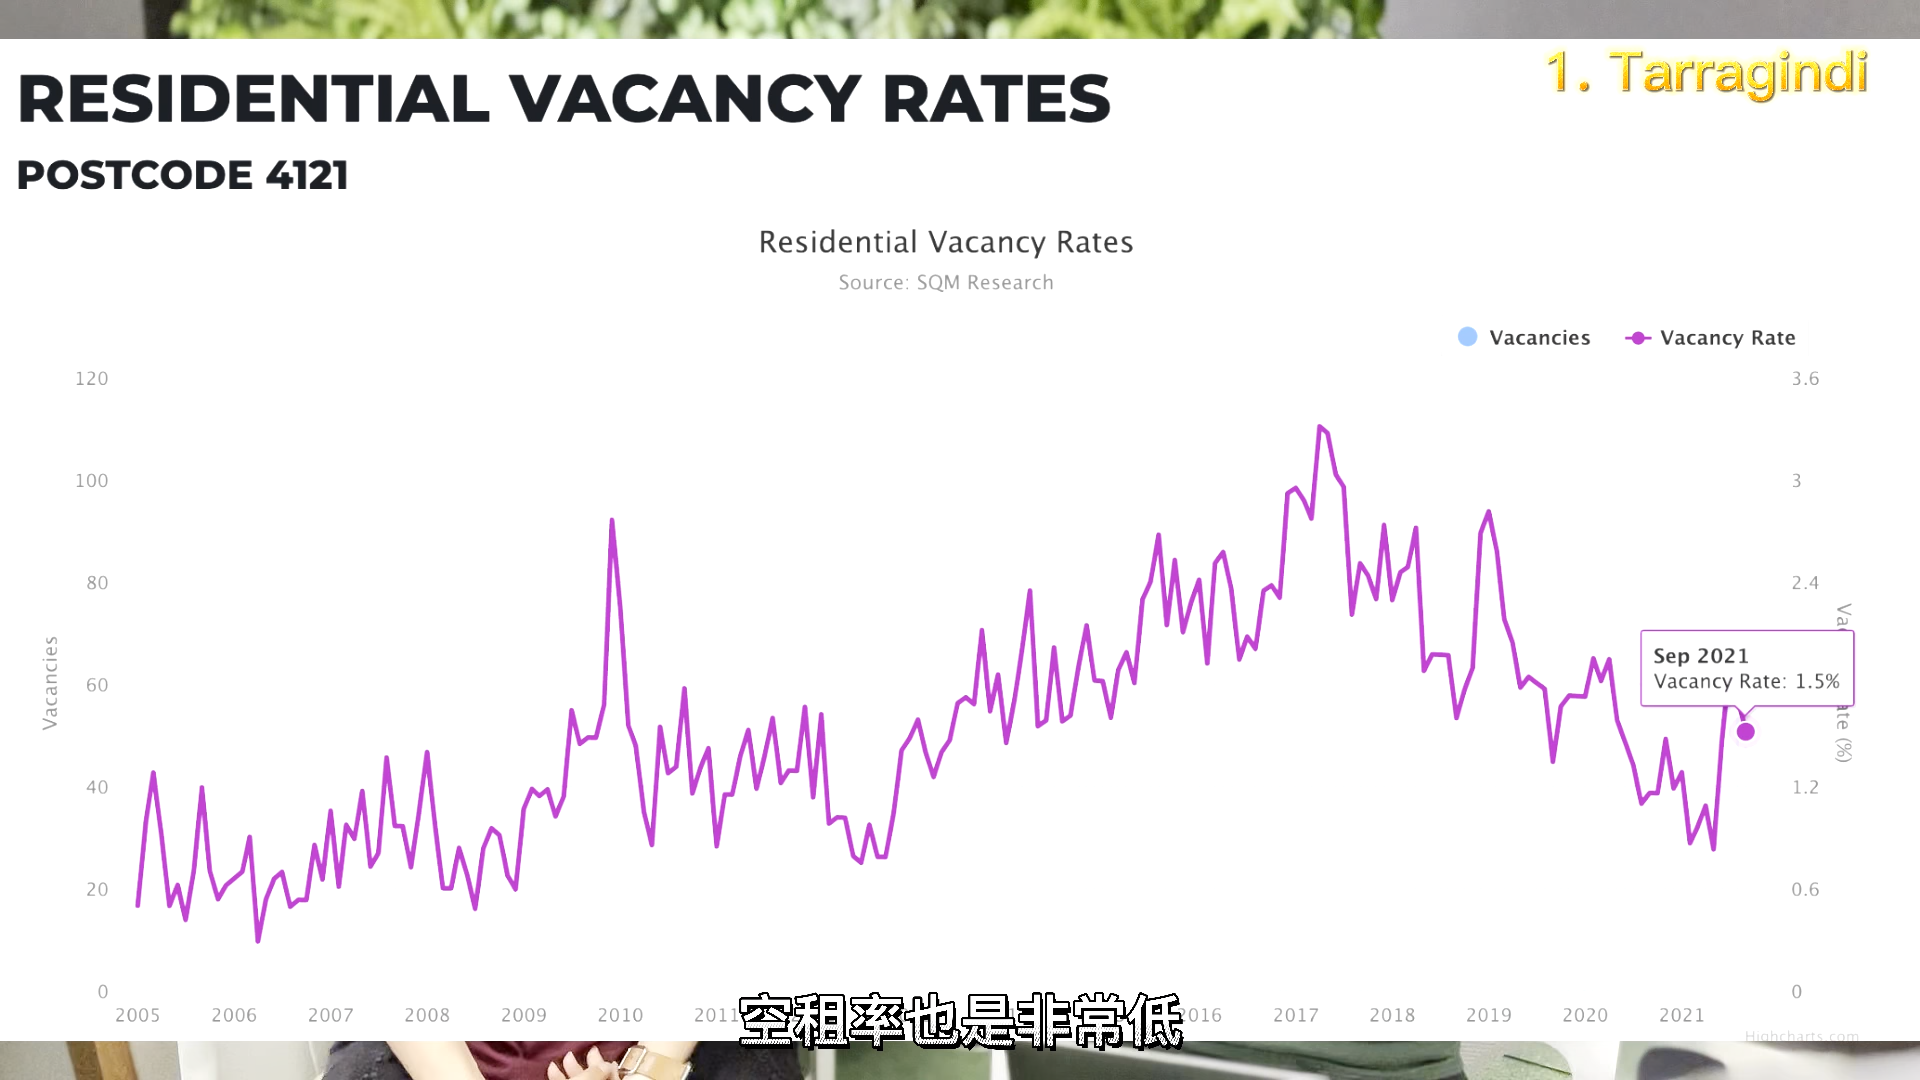 1. Tarragindi
RESIDENTIAL VACANCY RATES
POSTCODE 4121
Residential Vacancy Rates
Source: SQM Research
Vacancies
Vacancy Rate
120
100
80
60
40
20
0
Vacancies
3.6
3
2.4
1.2
0.6
0
Sep 2021
Vacancy Rate: 1.5%
2005
2006
2007
2008
2009
2010
2011
2016
2017
2018
2019
2020
2021
空租率也是非常低
Highcharts.com